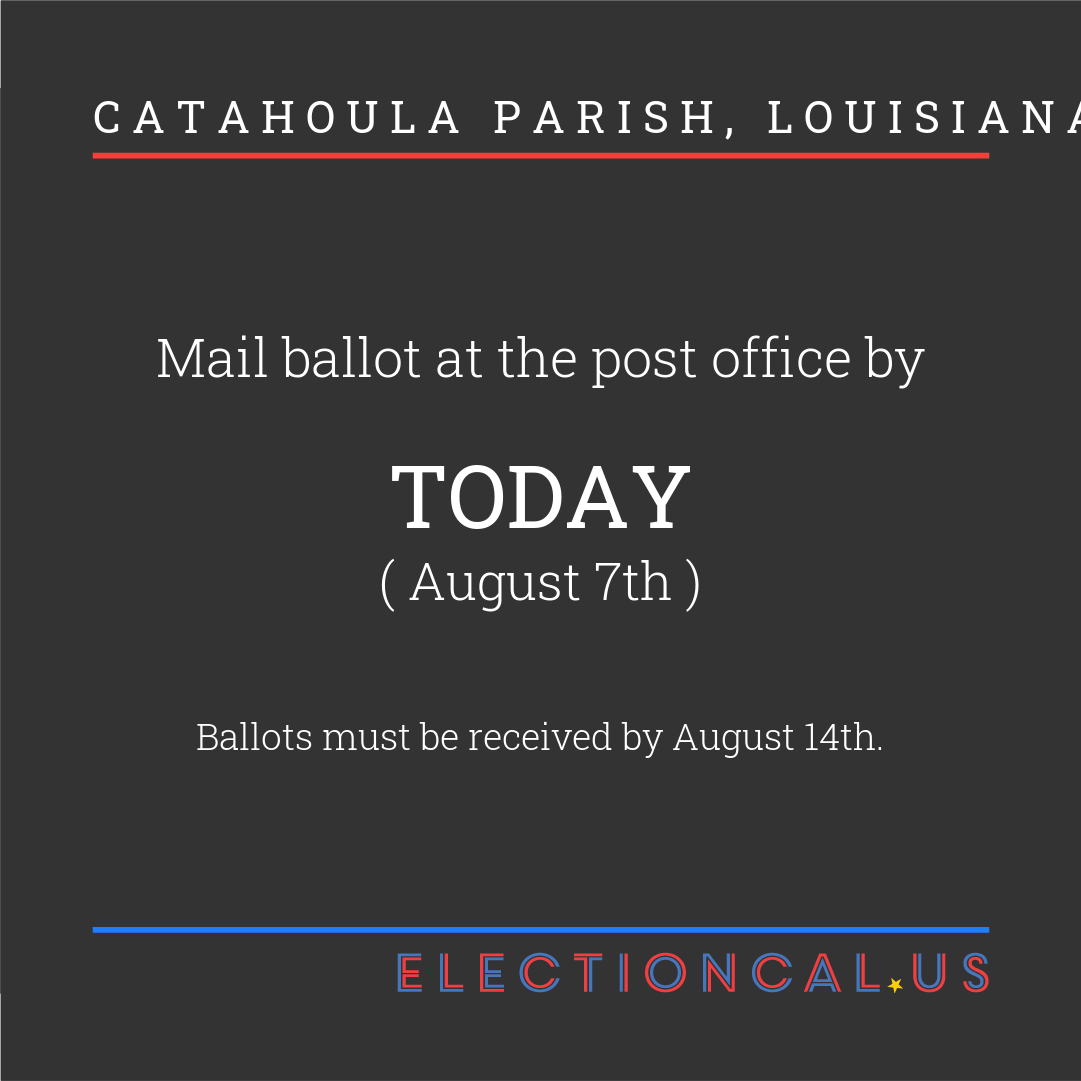 CATAHOULA PARISH, LOUISIANA
Mail ballot at the post office by
TODAY
( August 7th )
Ballots must be received by August 14th.
ELECTIONCAL.US